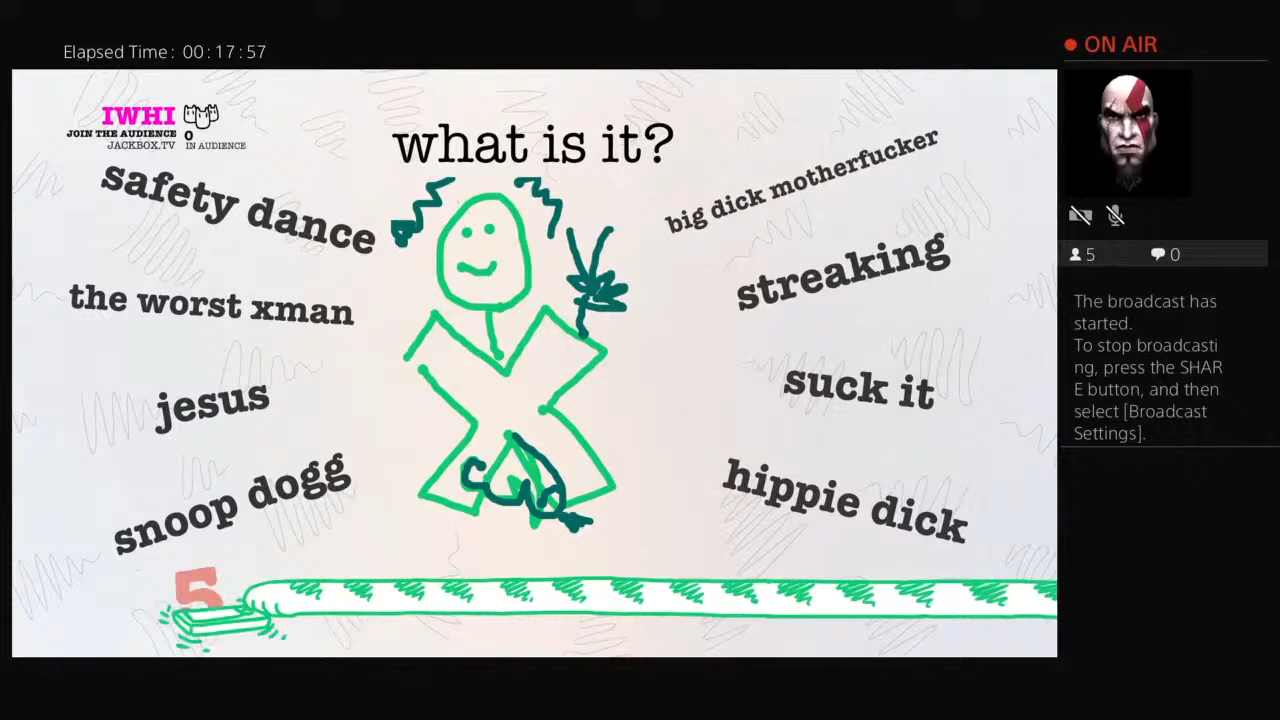 Elapsed Time: 00:17:57
ON AIR
IWHI
JOIN THE AUDIENCE
JACKBOX.TV
0
IN AUDIENCE
what is it?
safety dance
the worst xman
jesus
snoop dogg
big dick motherfucker
streaking
suck it
hippie dick
5
5
0
The broadcast has
started.
To stop broadcasti
ng, press the SHAR
E button, and then
select [Broadcast
Settings].